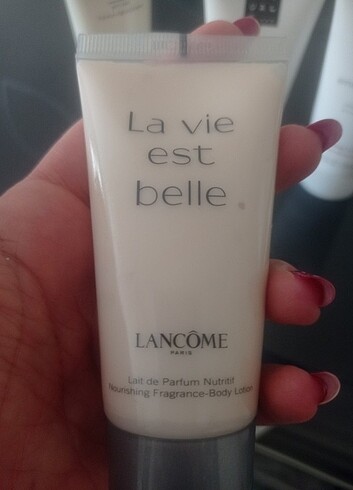 La vie
est
belle
LANCÔME
PARIS
Lait de Parfum Nutritif
Nourishing Fragrance-Body Lotion